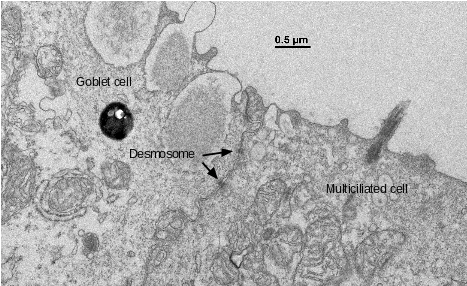 0.5 µm
Goblet cell
Desmosome
Multiciliated cell